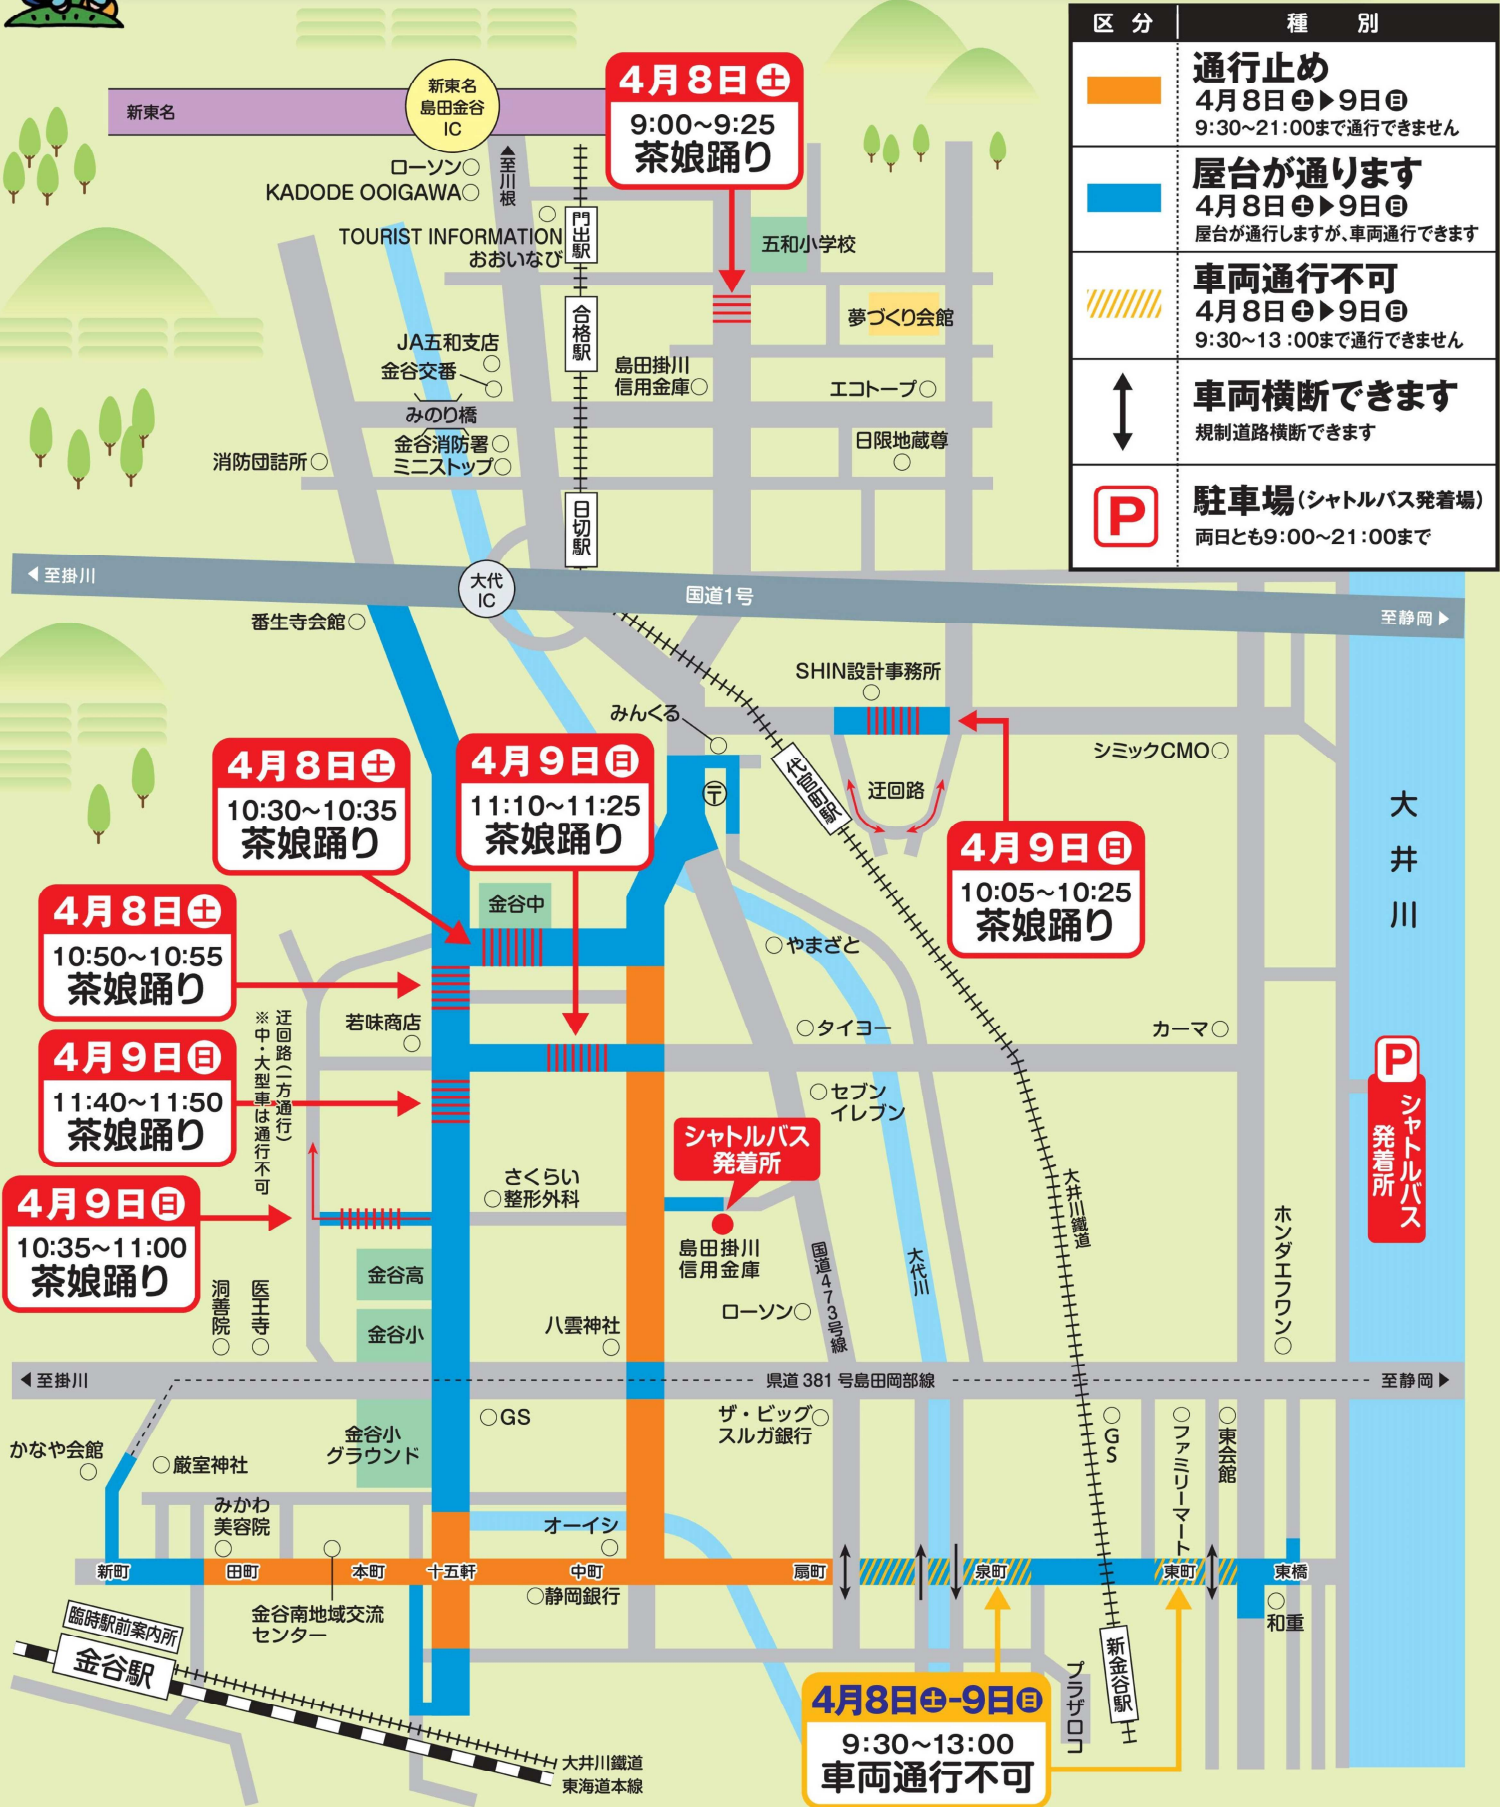 区分 種別
通行止め
4月8日㊏▶9日㊐
9:30~21:00まで通行できません
屋台が通ります
4月8日㊏▶9日㊐
屋台が通行しますが、車両通行できます
車両通行不可
4月8日㊏▶9日㊐
9:30~13:00まで通行できません
車両横断できます
規制道路横断できます
P
駐車場(シャトルバス発着場)
両日とも9:00~21:00まで
新東名
新東名
島田金谷
IC
4月8日㊏
9:00~9:25
茶娘踊り
ローソン
▲至川根
KADODE OOIGAWA
TOURIST INFORMATION
おおいなび
門出駅
五和小学校
合格駅
夢づくり会館
JA五和支店
金谷交番
島田掛川
信用金庫
エコトープ
みのり橋
金谷消防署
ミニストップ
消防団詰所
日限地蔵尊
日切駅
◀至掛川
大代
IC
国道1号
至静岡▶
番生寺会館
SHIN設計事務所
みんくる
シミックCMO
〒
代官町駅
迂回路
大井川
4月8日㊏
10:30~10:35
茶娘踊り
4月9日㊐
11:10~11:25
茶娘踊り
4月9日㊐
10:05~10:25
茶娘踊り
4月8日㊏
10:50~10:55
茶娘踊り
金谷中
やまざと
迂回路(一方通行)
※中・大型車は通行不可
若味商店
タイヨー
カーマ
4月9日㊐
11:40~11:50
茶娘踊り
セブン
イレブン
P
シャトルバス
発着所
シャトルバス
発着所
4月9日㊐
10:35~11:00
茶娘踊り
さくらい
整形外科
島田掛川
信用金庫
大井川鐵道
国道473号線
大代川
ホンダエフワン
金谷高
洞善院
医王寺
金谷小
八雲神社
ローソン
◀至掛川
県道381号島田岡部線
至静岡▶
GS
ザ・ビッグ
スルガ銀行
GS
ファミリーマート
東会館
かなや会館
厳室神社
金谷小
グラウンド
みかわ
美容院
オーイシ
新町
田町
本町
十五軒
中町
扇町
泉町
東町
東橋
静岡銀行
和重
金谷南地域交流
センター
臨時駅前案内所
金谷駅
新金谷駅
プラザロコ
4月8日㊏-9日㊐
9:30~13:00
車両通行不可
大井川鐵道
東海道本線